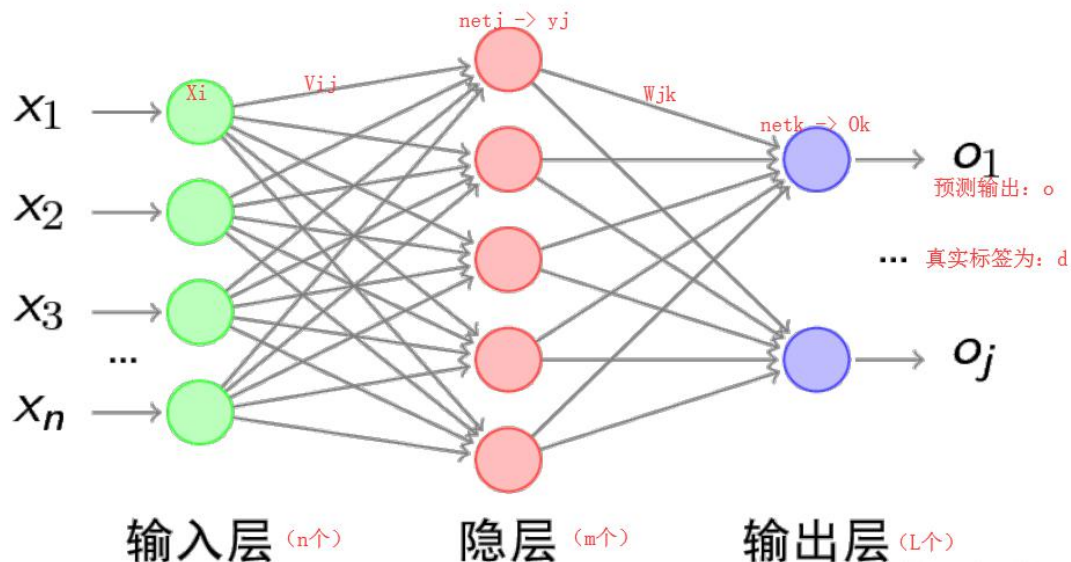 netj -> yj
Xi
Vij
Wjk
netk -> Ok
x1
x2
x3
...
xn
o1
预测输出：o
... 真实标签为：d
oj
输入层（n个） 隐层（m个） 输出层（L个）